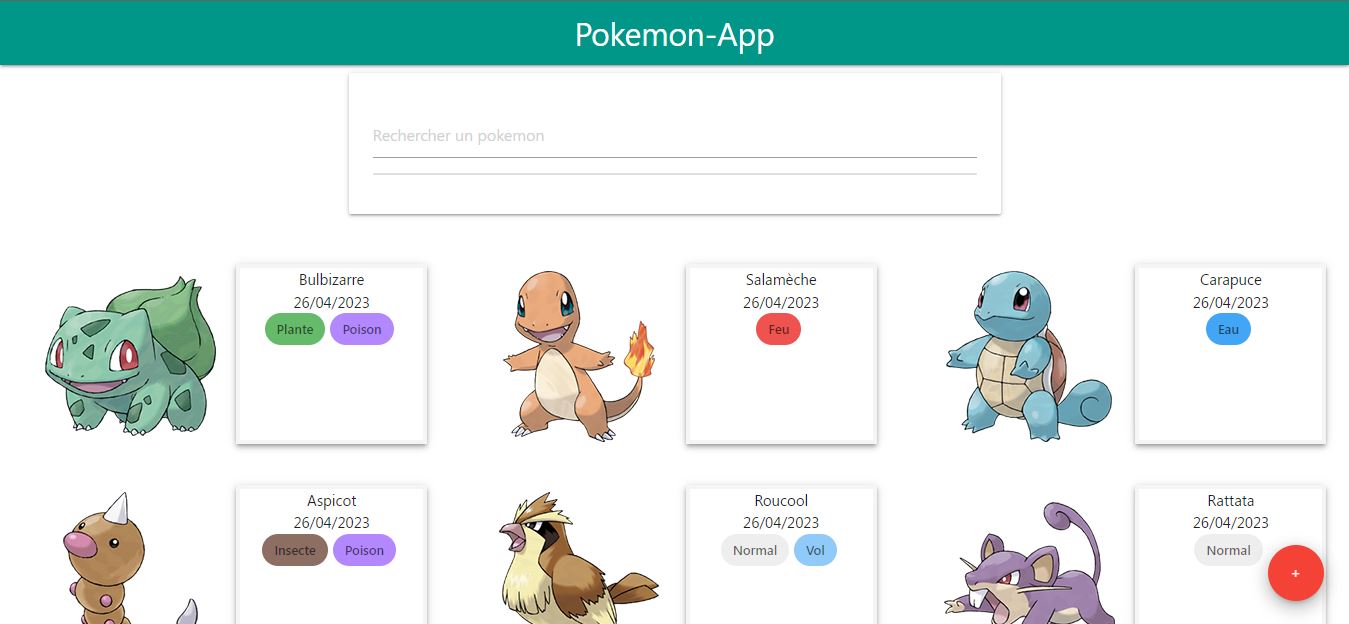 Pokemon-App
Rechercher un pokemon
Bulbizarre
26/04/2023
Plante Poison
Salamèche
26/04/2023
Feu
Carapuce
26/04/2023
Eau
Aspicot
26/04/2023
Insecte Poison
Roucool
26/04/2023
Normal Vol
Rattata
26/04/2023
Normal
+